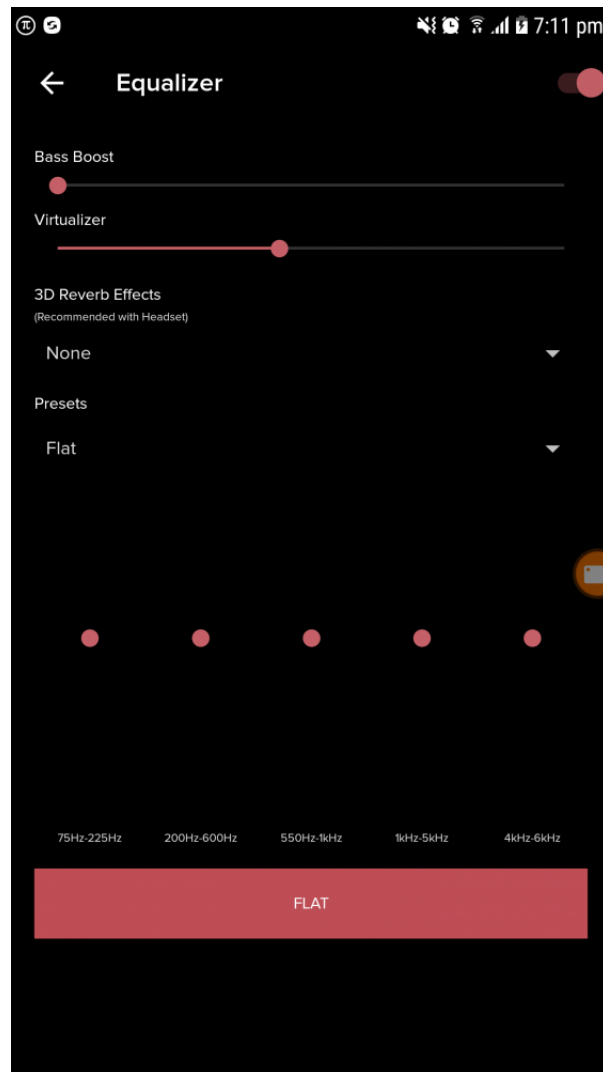 7:11 pm
Equalizer
Bass Boost
Virtualizer
3D Reverb Effects
(Recommended with Headset)
None
Presets
Flat
75Hz-225Hz 200Hz-600Hz 550Hz-1kHz 1kHz-5kHz 4kHz-6kHz
FLAT